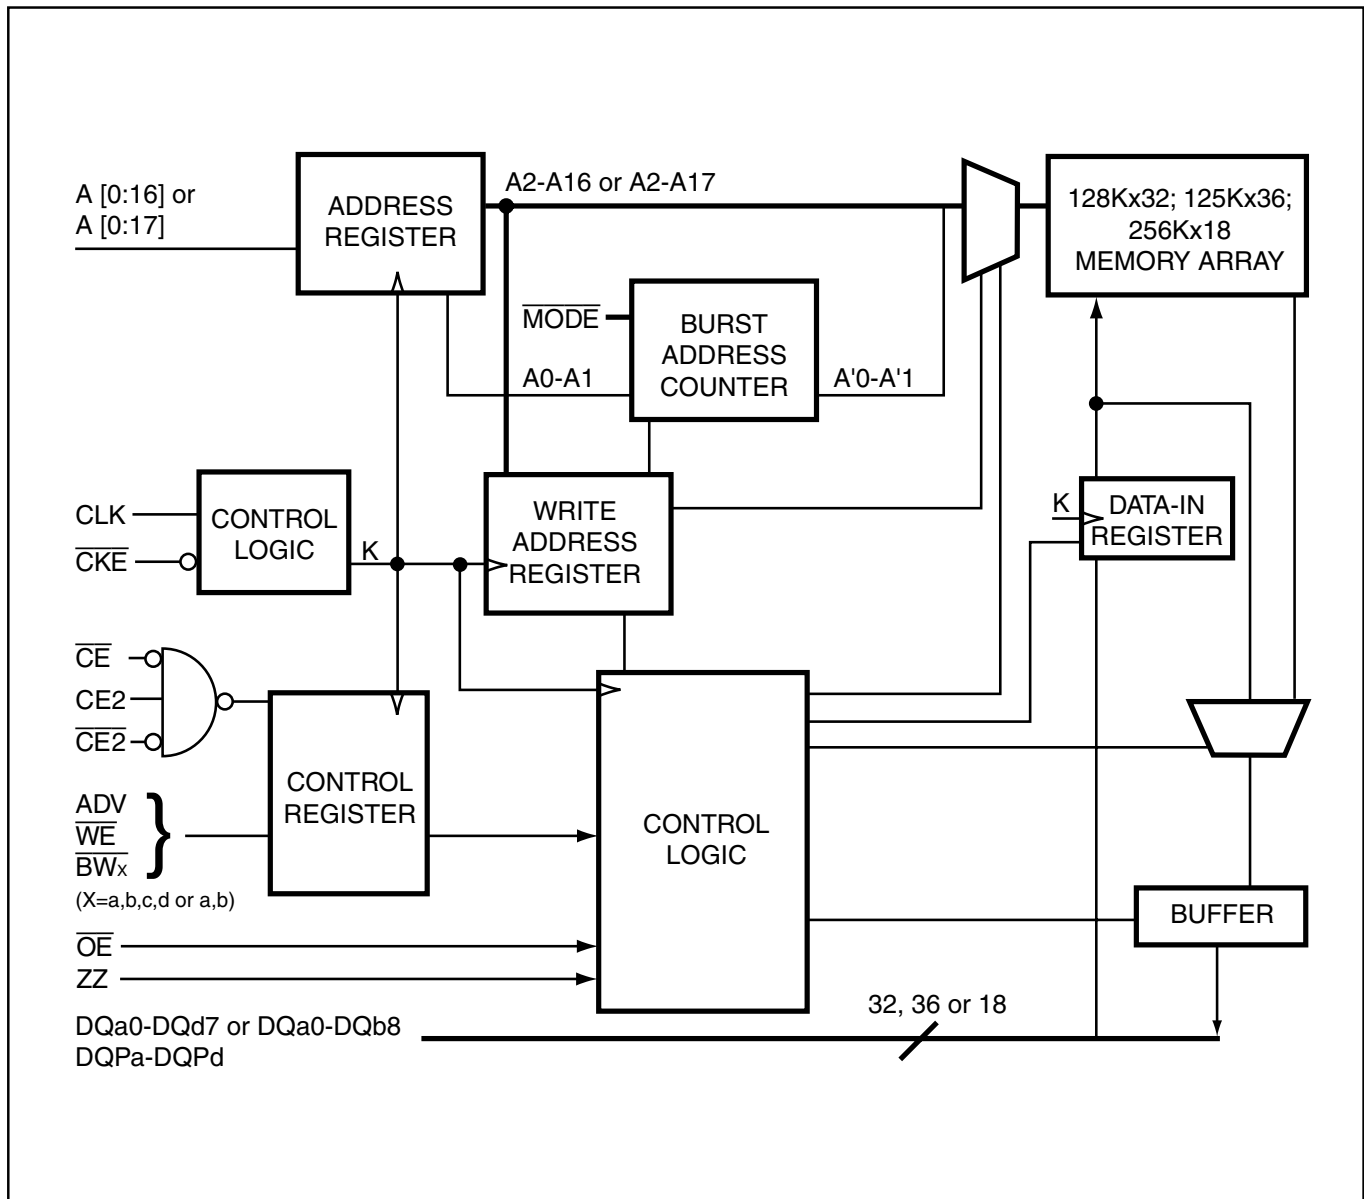 A [0:16] or
A [0:17]
ADDRESS
REGISTER
A2-A16 or A2-A17
128Kx32; 125Kx36;
256Kx18
MEMORY ARRAY
MODE
BURST
ADDRESS
COUNTER
A0-A1
A'0-A'1
CLK
CKE
CONTROL
LOGIC
K
WRITE
ADDRESS
REGISTER
K
DATA-IN
REGISTER
CE
CE2
CE2
CONTROL
REGISTER
ADV
WE
BWx
(X=a,b,c,d or a,b)
CONTROL
LOGIC
BUFFER
OE
ZZ
32, 36 or 18
DQa0-DQd7 or DQa0-DQb8
DQPa-DQPd